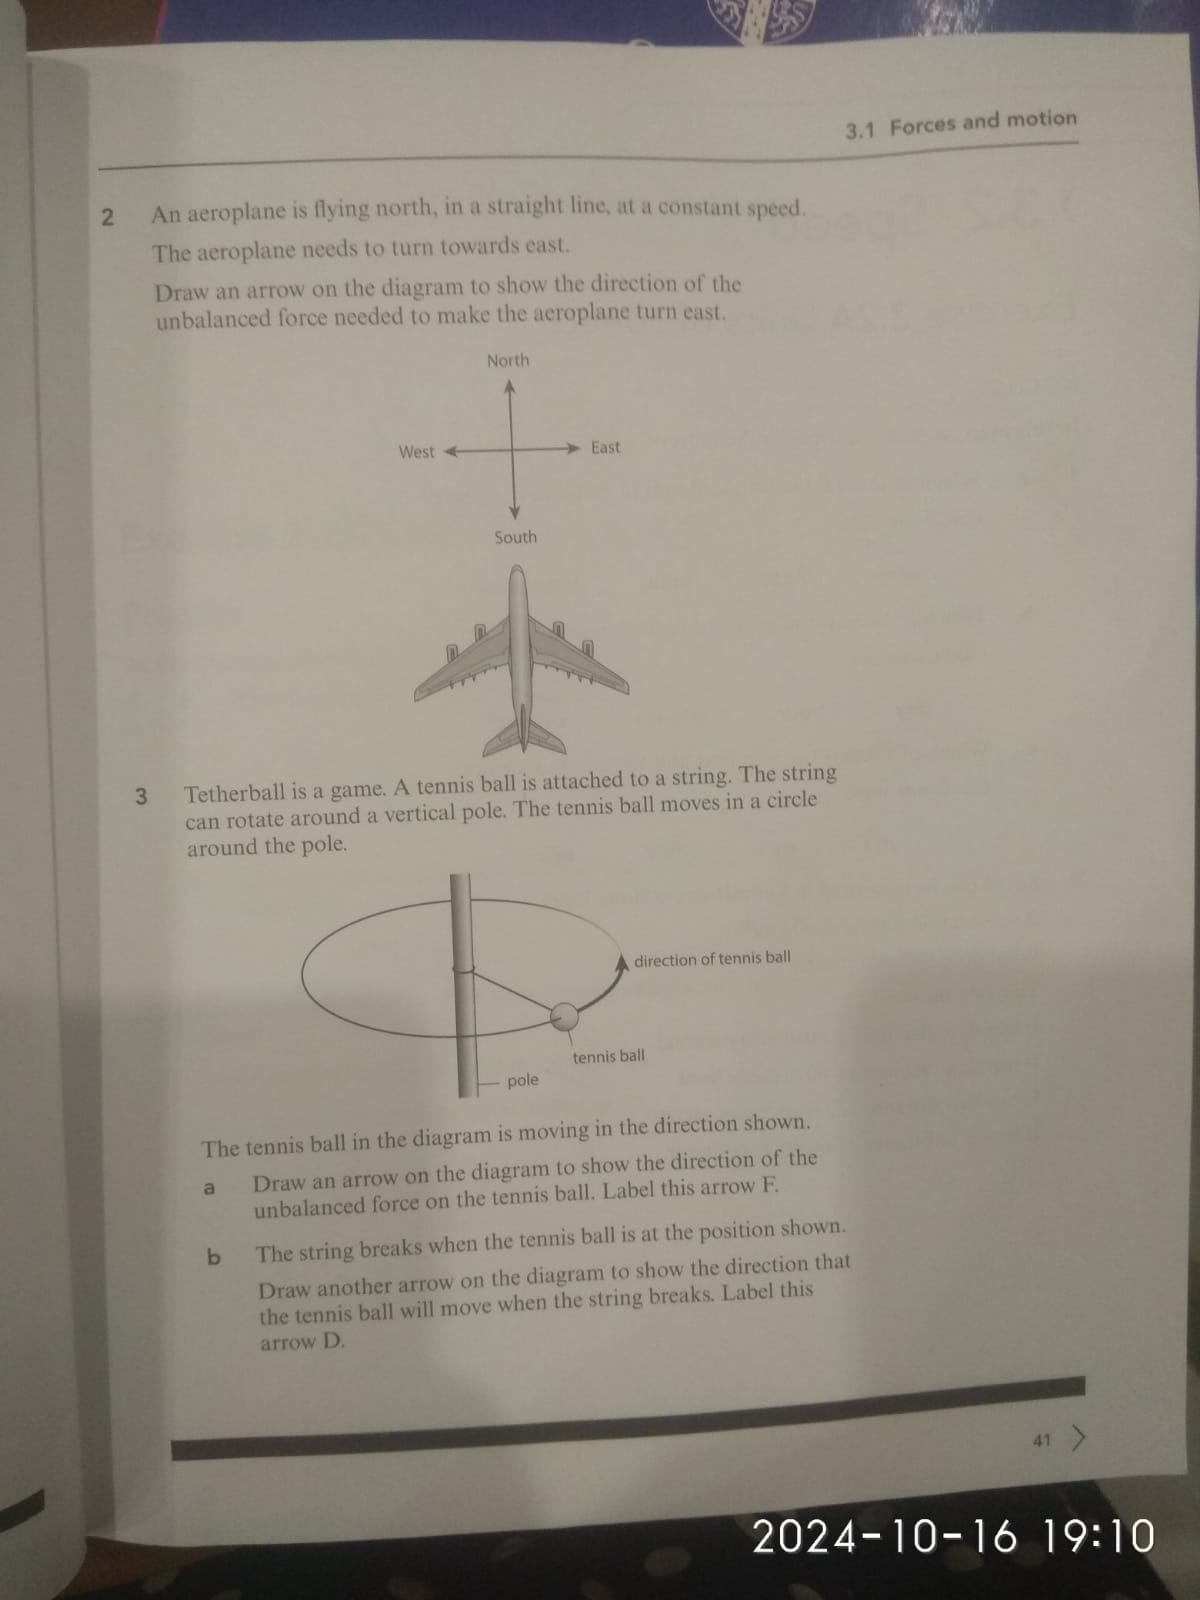 3.1 Forces and motion
2 An aeroplane is flying north, in a straight line, at a constant speed.
The aeroplane needs to turn towards east.
Draw an arrow on the diagram to show the direction of the
unbalanced force needed to make the aeroplane turn east.
North
West
East
South
3 Tetherball is a game. A tennis ball is attached to a string. The string
can rotate around a vertical pole. The tennis ball moves in a circle
around the pole.
direction of tennis ball
tennis ball
pole
The tennis ball in the diagram is moving in the direction shown.
a Draw an arrow on the diagram to show the direction of the
unbalanced force on the tennis ball. Label this arrow F.
b The string breaks when the tennis ball is at the position shown.
Draw another arrow on the diagram to show the direction that
the tennis ball will move when the string breaks. Label this
arrow D.
41
2024-10-16 19:10